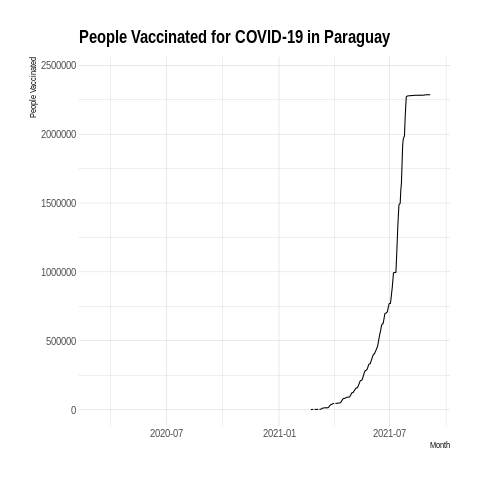 People Vaccinated for COVID-19 in Paraguay
People Vaccinated
2500000
2000000
1500000
1000000
500000
0
2020-07 2021-01 2021-07
Month